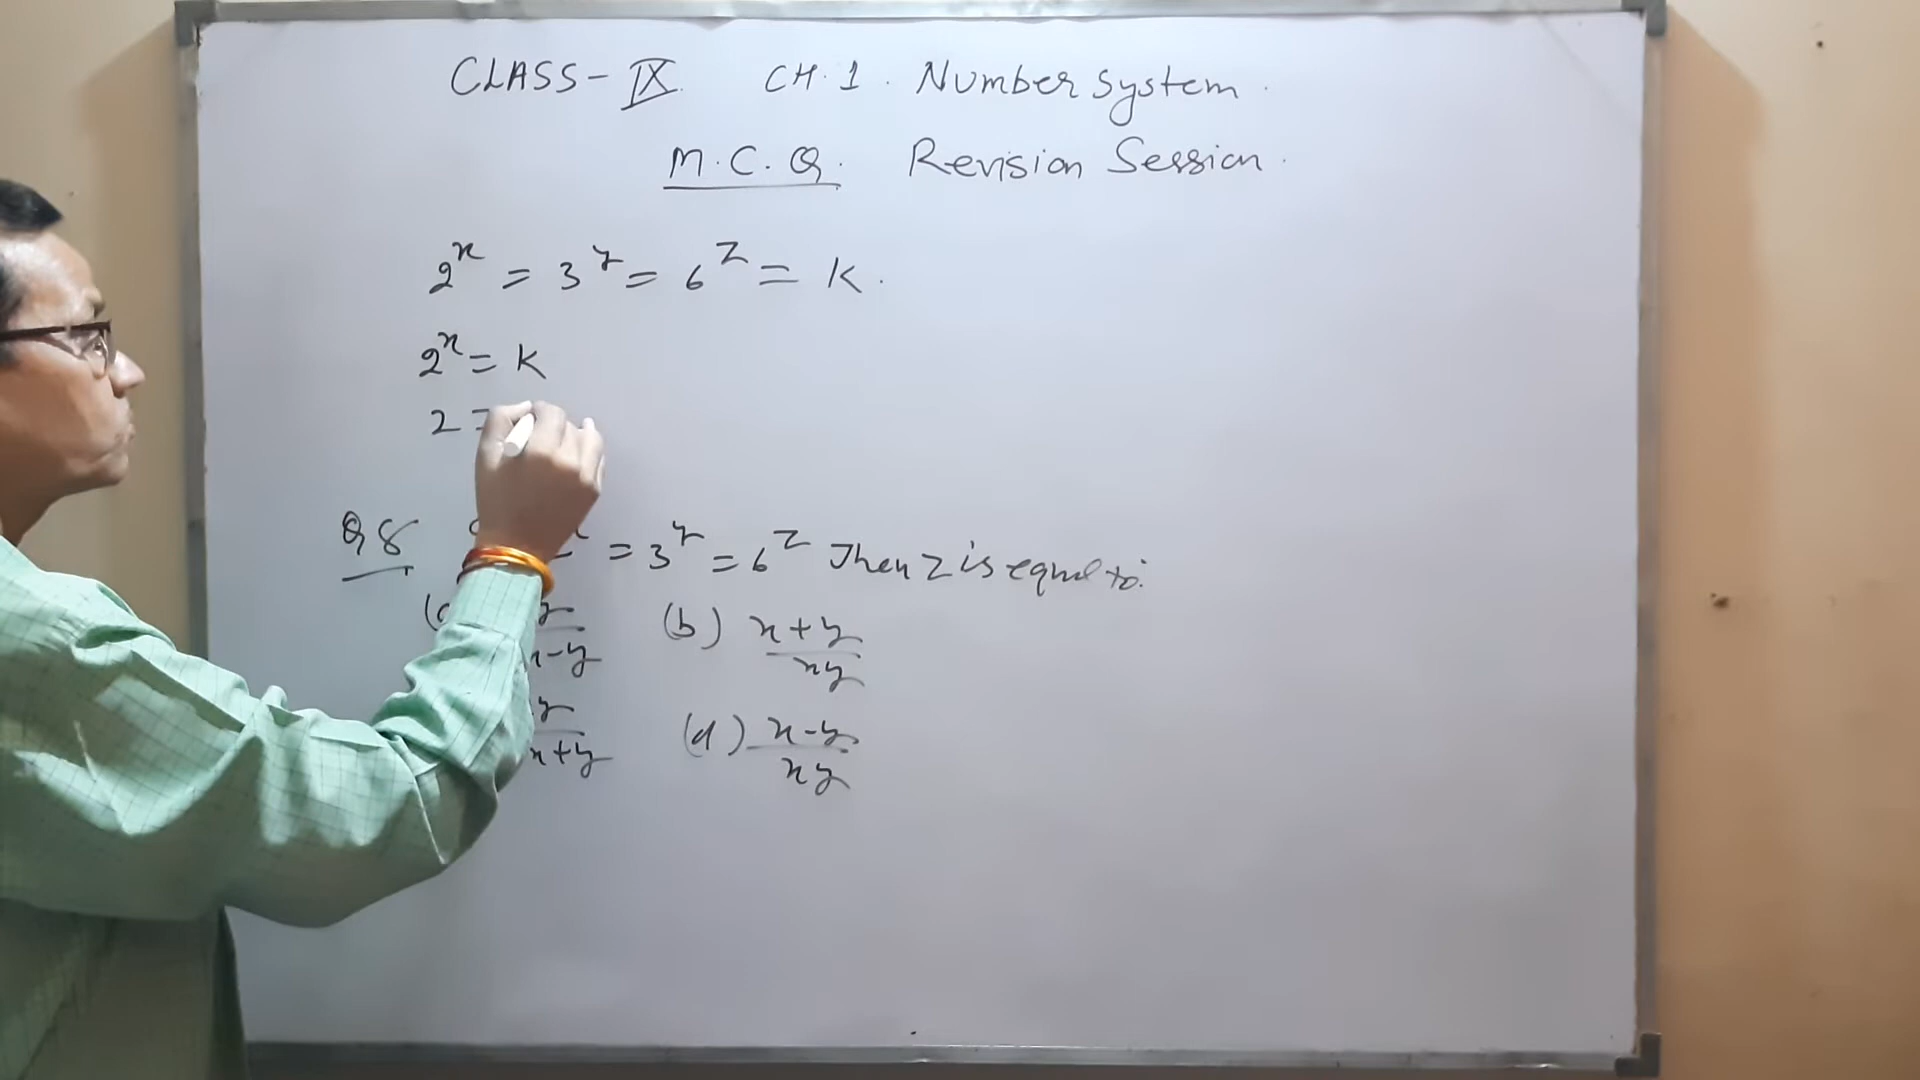 CLASS-IX CH.1. Number System.
M.C.Q. Revision Session.
2^x = 3^y = 6^z = K.
2^x = K
2 =
Q8 = 3^y = 6^z Then z is equal to:
(b) x+y / xy
x-y
(d) x-y / xy
x+y